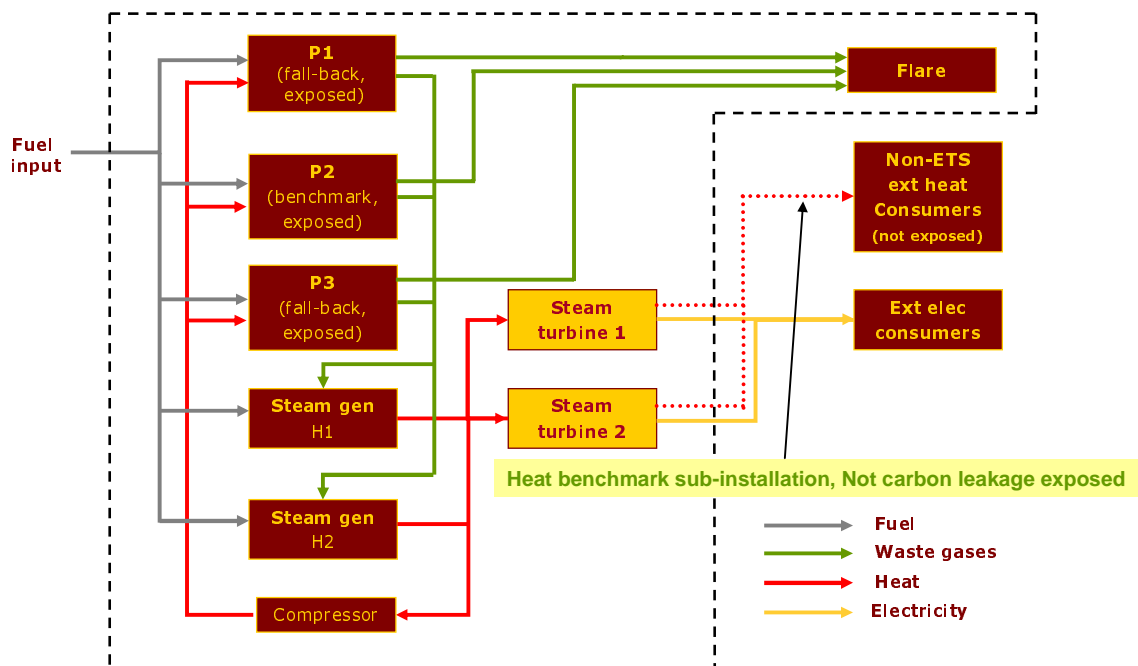 Fuel
input
P1
(fall-back,
exposed)
P2
(benchmark,
exposed)
P3
(fall-back,
exposed)
Steam gen
H1
Steam gen
H2
Compressor
Steam
turbine 1
Steam
turbine 2
Flare
Non-ETS
ext heat
Consumers
(not exposed)
Ext elec
consumers
Heat benchmark sub-installation, Not carbon leakage exposed
Fuel
Waste gases
Heat
Electricity